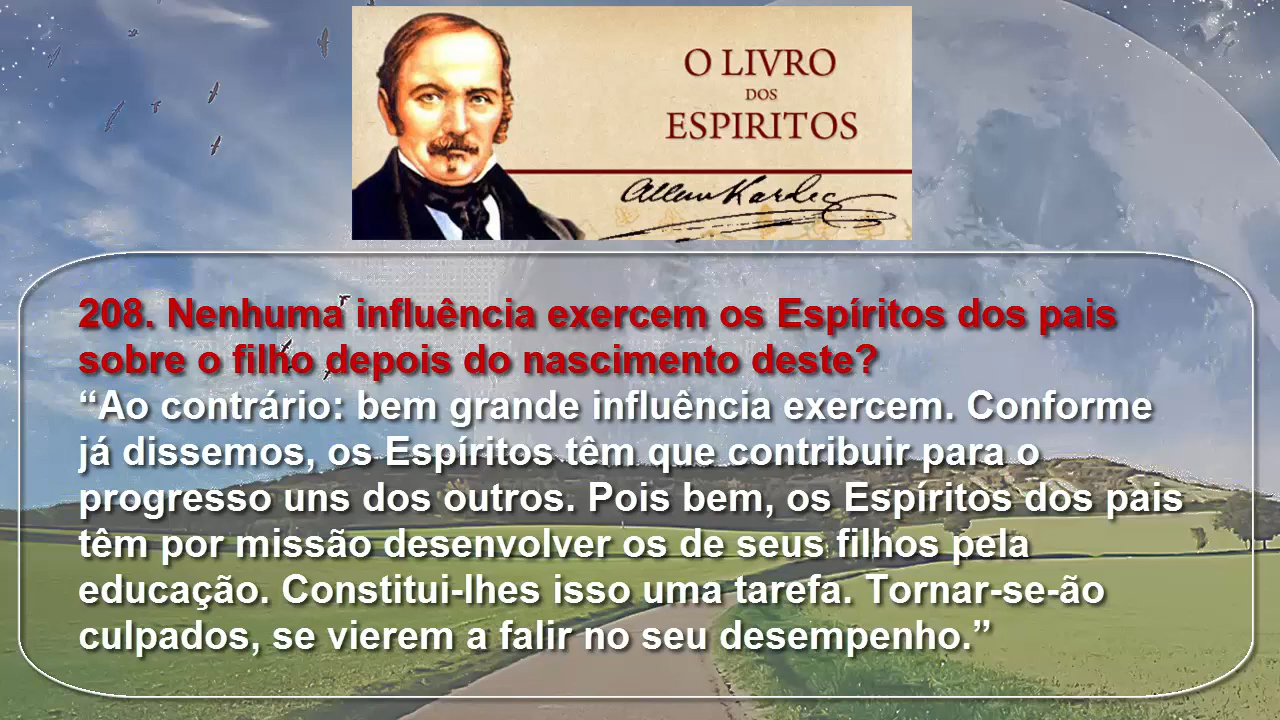 O LIVRO
DOS
ESPIRITOS
Allan Kardec
208. Nenhuma influência exercem os Espíritos dos pais
sobre o filho depois do nascimento deste?
“Ao contrário: bem grande influência exercem. Conforme
já dissemos, os Espíritos têm que contribuir para o
progresso uns dos outros. Pois bem, os Espíritos dos pais
têm por missão desenvolver os de seus filhos pela
educação. Constitui-lhes isso uma tarefa. Tornar-se-ão
culpados, se vierem a falir no seu desempenho.”